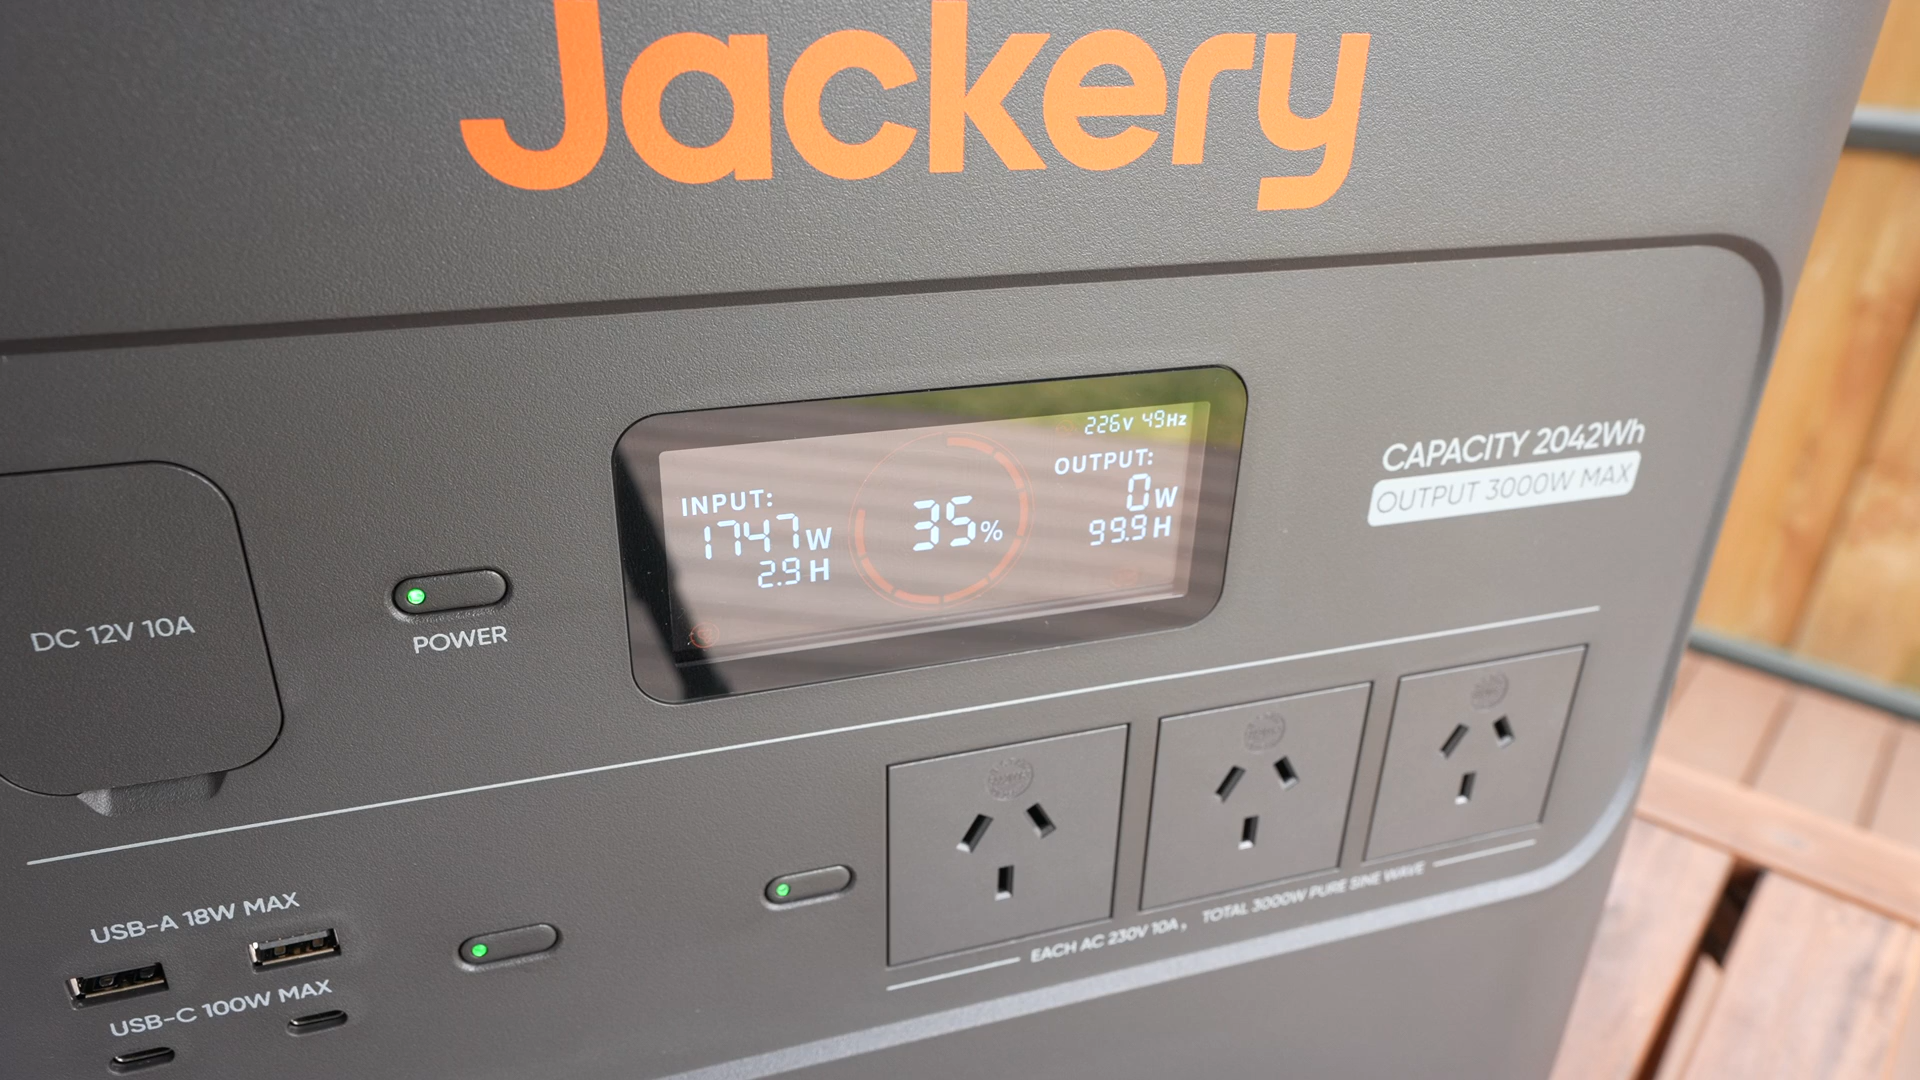 Jackery
226V 49Hz
INPUT:
1747W
2.9H
35%
OUTPUT:
0W
99.9H
CAPACITY 2042Wh
OUTPUT 3000W MAX
DC 12V 10A
POWER
USB-A 18W MAX
USB-C 100W MAX
EACH AC 230V 10A, TOTAL 3000W PURE SINE WAVE